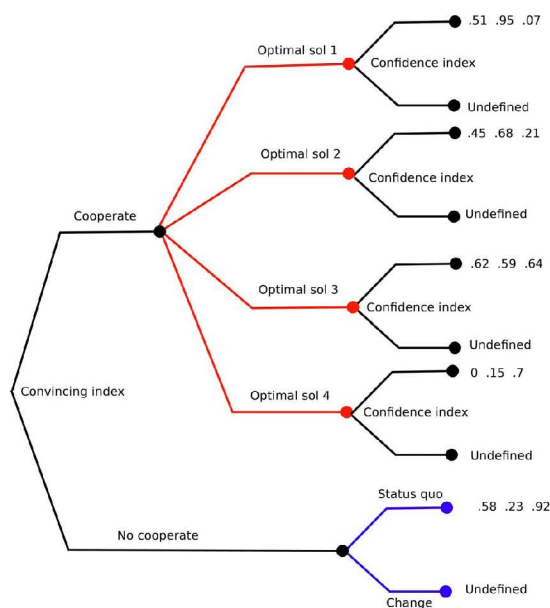 .51 .95 .07
Optimal sol 1
Confidence index
Undefined
.45 .68 .21
Optimal sol 2
Confidence index
Undefined
Cooperate
.62 .59 .64
Optimal sol 3
Confidence index
Undefined
0 .15 .7
Optimal sol 4
Convincing index
Confidence index
Undefined
Status quo
.58 .23 .92
No cooperate
Undefined
Change